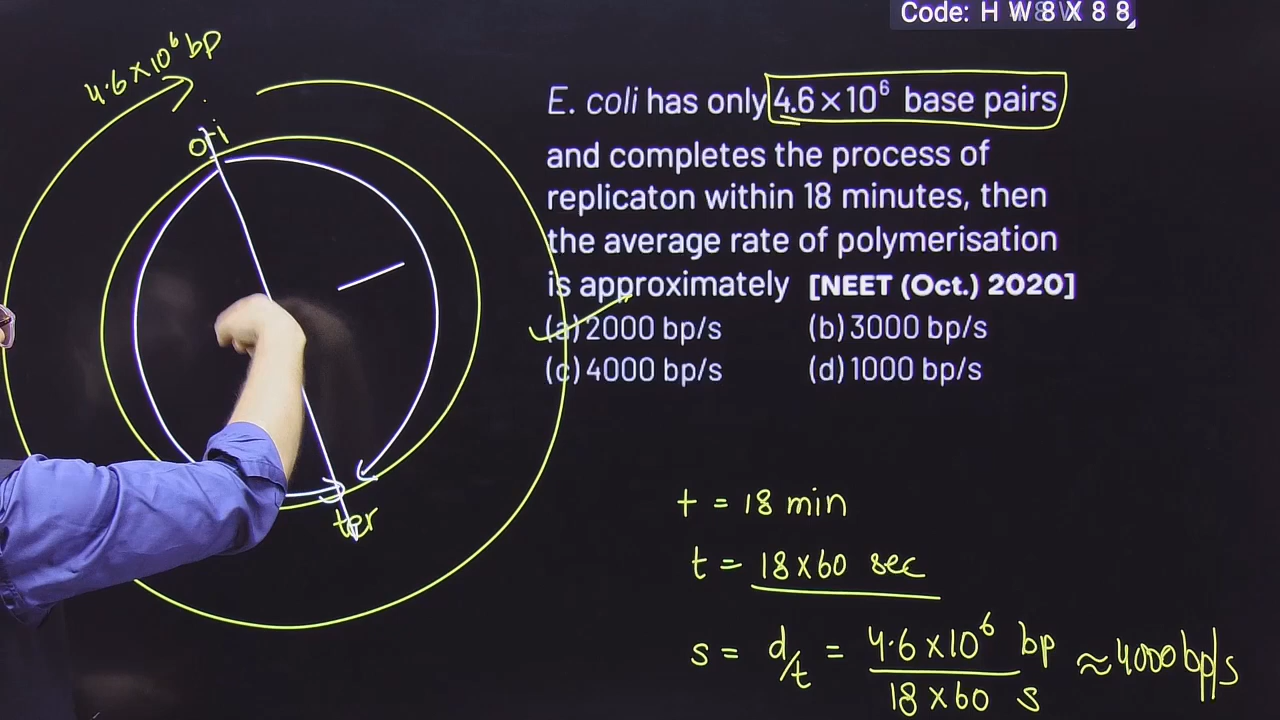 Code: H W 8 X 8 8
4.6×10⁶ bp
ori
ter
E. coli has only 4.6×10⁶ base pairs
and completes the process of
replicaton within 18 minutes, then
the average rate of polymerisation
is approximately [NEET (Oct.) 2020]
(a) 2000 bp/s (b) 3000 bp/s
(c) 4000 bp/s (d) 1000 bp/s
t = 18 min
t = 18×60 sec
s = d/t = 4.6×10⁶ bp / 18×60 s ≈ 4000 bp/s